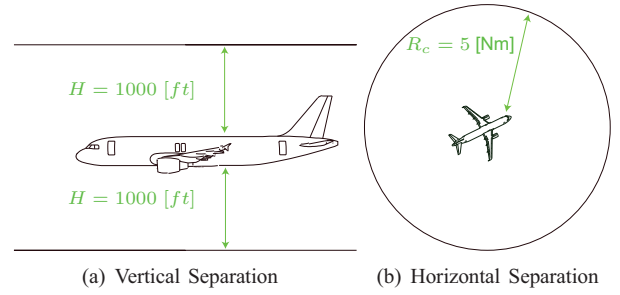 H = 1000 [ft]
H = 1000 [ft]
R_c = 5 [Nm]
(a) Vertical Separation
(b) Horizontal Separation